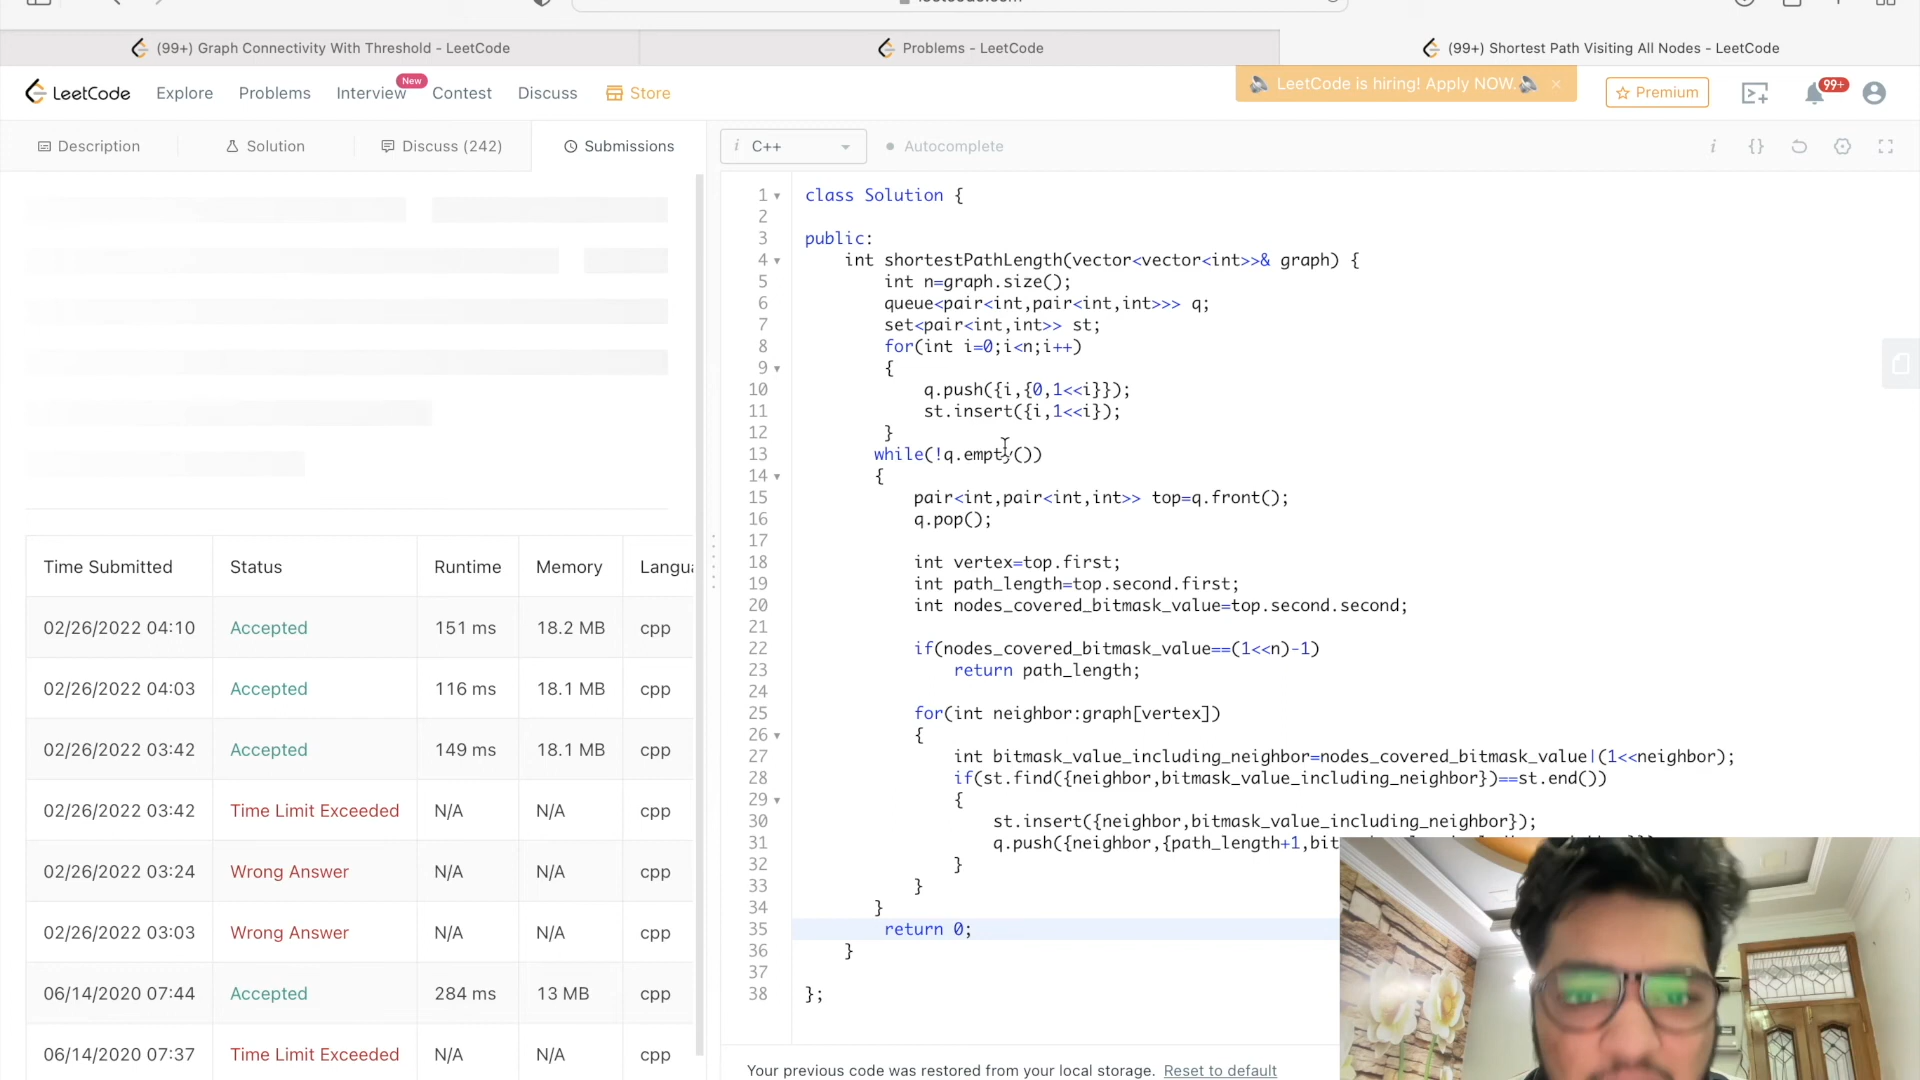 (99+) Graph Connectivity With Threshold - LeetCode
Problems - LeetCode
(99+) Shortest Path Visiting All Nodes - LeetCode
LeetCode
Explore
Problems
Interview
New
Contest
Discuss
Store
LeetCode is hiring! Apply NOW.
×
Premium
99+
Description
Solution
Discuss (242)
Submissions
i C++
Autocomplete
i {}
Time Submitted Status Runtime Memory
02/26/2022 04:10 Accepted 151 ms 18.2 MB cpp
02/26/2022 04:03 Accepted 116 ms 18.1 MB cpp
02/26/2022 03:42 Accepted 149 ms 18.1 MB cpp
02/26/2022 03:42 Time Limit Exceeded N/A N/A cpp
02/26/2022 03:24 Wrong Answer N/A N/A cpp
02/26/2022 03:03 Wrong Answer N/A N/A cpp
06/14/2020 07:44 Accepted 284 ms 13 MB cpp
06/14/2020 07:37 Time Limit Exceeded N/A N/A cpp
1 class Solution {
2
3 public:
4 int shortestPathLength(vector<vector<int>>& graph) {
5 int n=graph.size();
6 queue<pair<int,pair<int,int>>> q;
7 set<pair<int,int>> st;
8 for(int i=0;i<n;i++)
9 {
10 q.push({i,{0,1<<i}});
11 st.insert({i,1<<i});
12 }
13 while(!q.empty())
14 {
15 pair<int,pair<int,int>> top=q.front();
16 q.pop();
17
18 int vertex=top.first;
19 int path_length=top.second.first;
20 int nodes_covered_bitmask_value=top.second.second;
21
22 if(nodes_covered_bitmask_value==(1<<n)-1)
23 return path_length;
24
25 for(int neighbor:graph[vertex])
26 {
27 int bitmask_value_including_neighbor=nodes_covered_bitmask_value|(1<<neighbor);
28 if(st.find({neighbor,bitmask_value_including_neighbor})==st.end())
29 {
30 st.insert({neighbor,bitmask_value_including_neighbor});
31 q.push({neighbor,{path_length+1,bit
32 }
33 }
34 }
35 return 0;
36 }
37
38 };
Your previous code was restored from your local storage. Reset to default